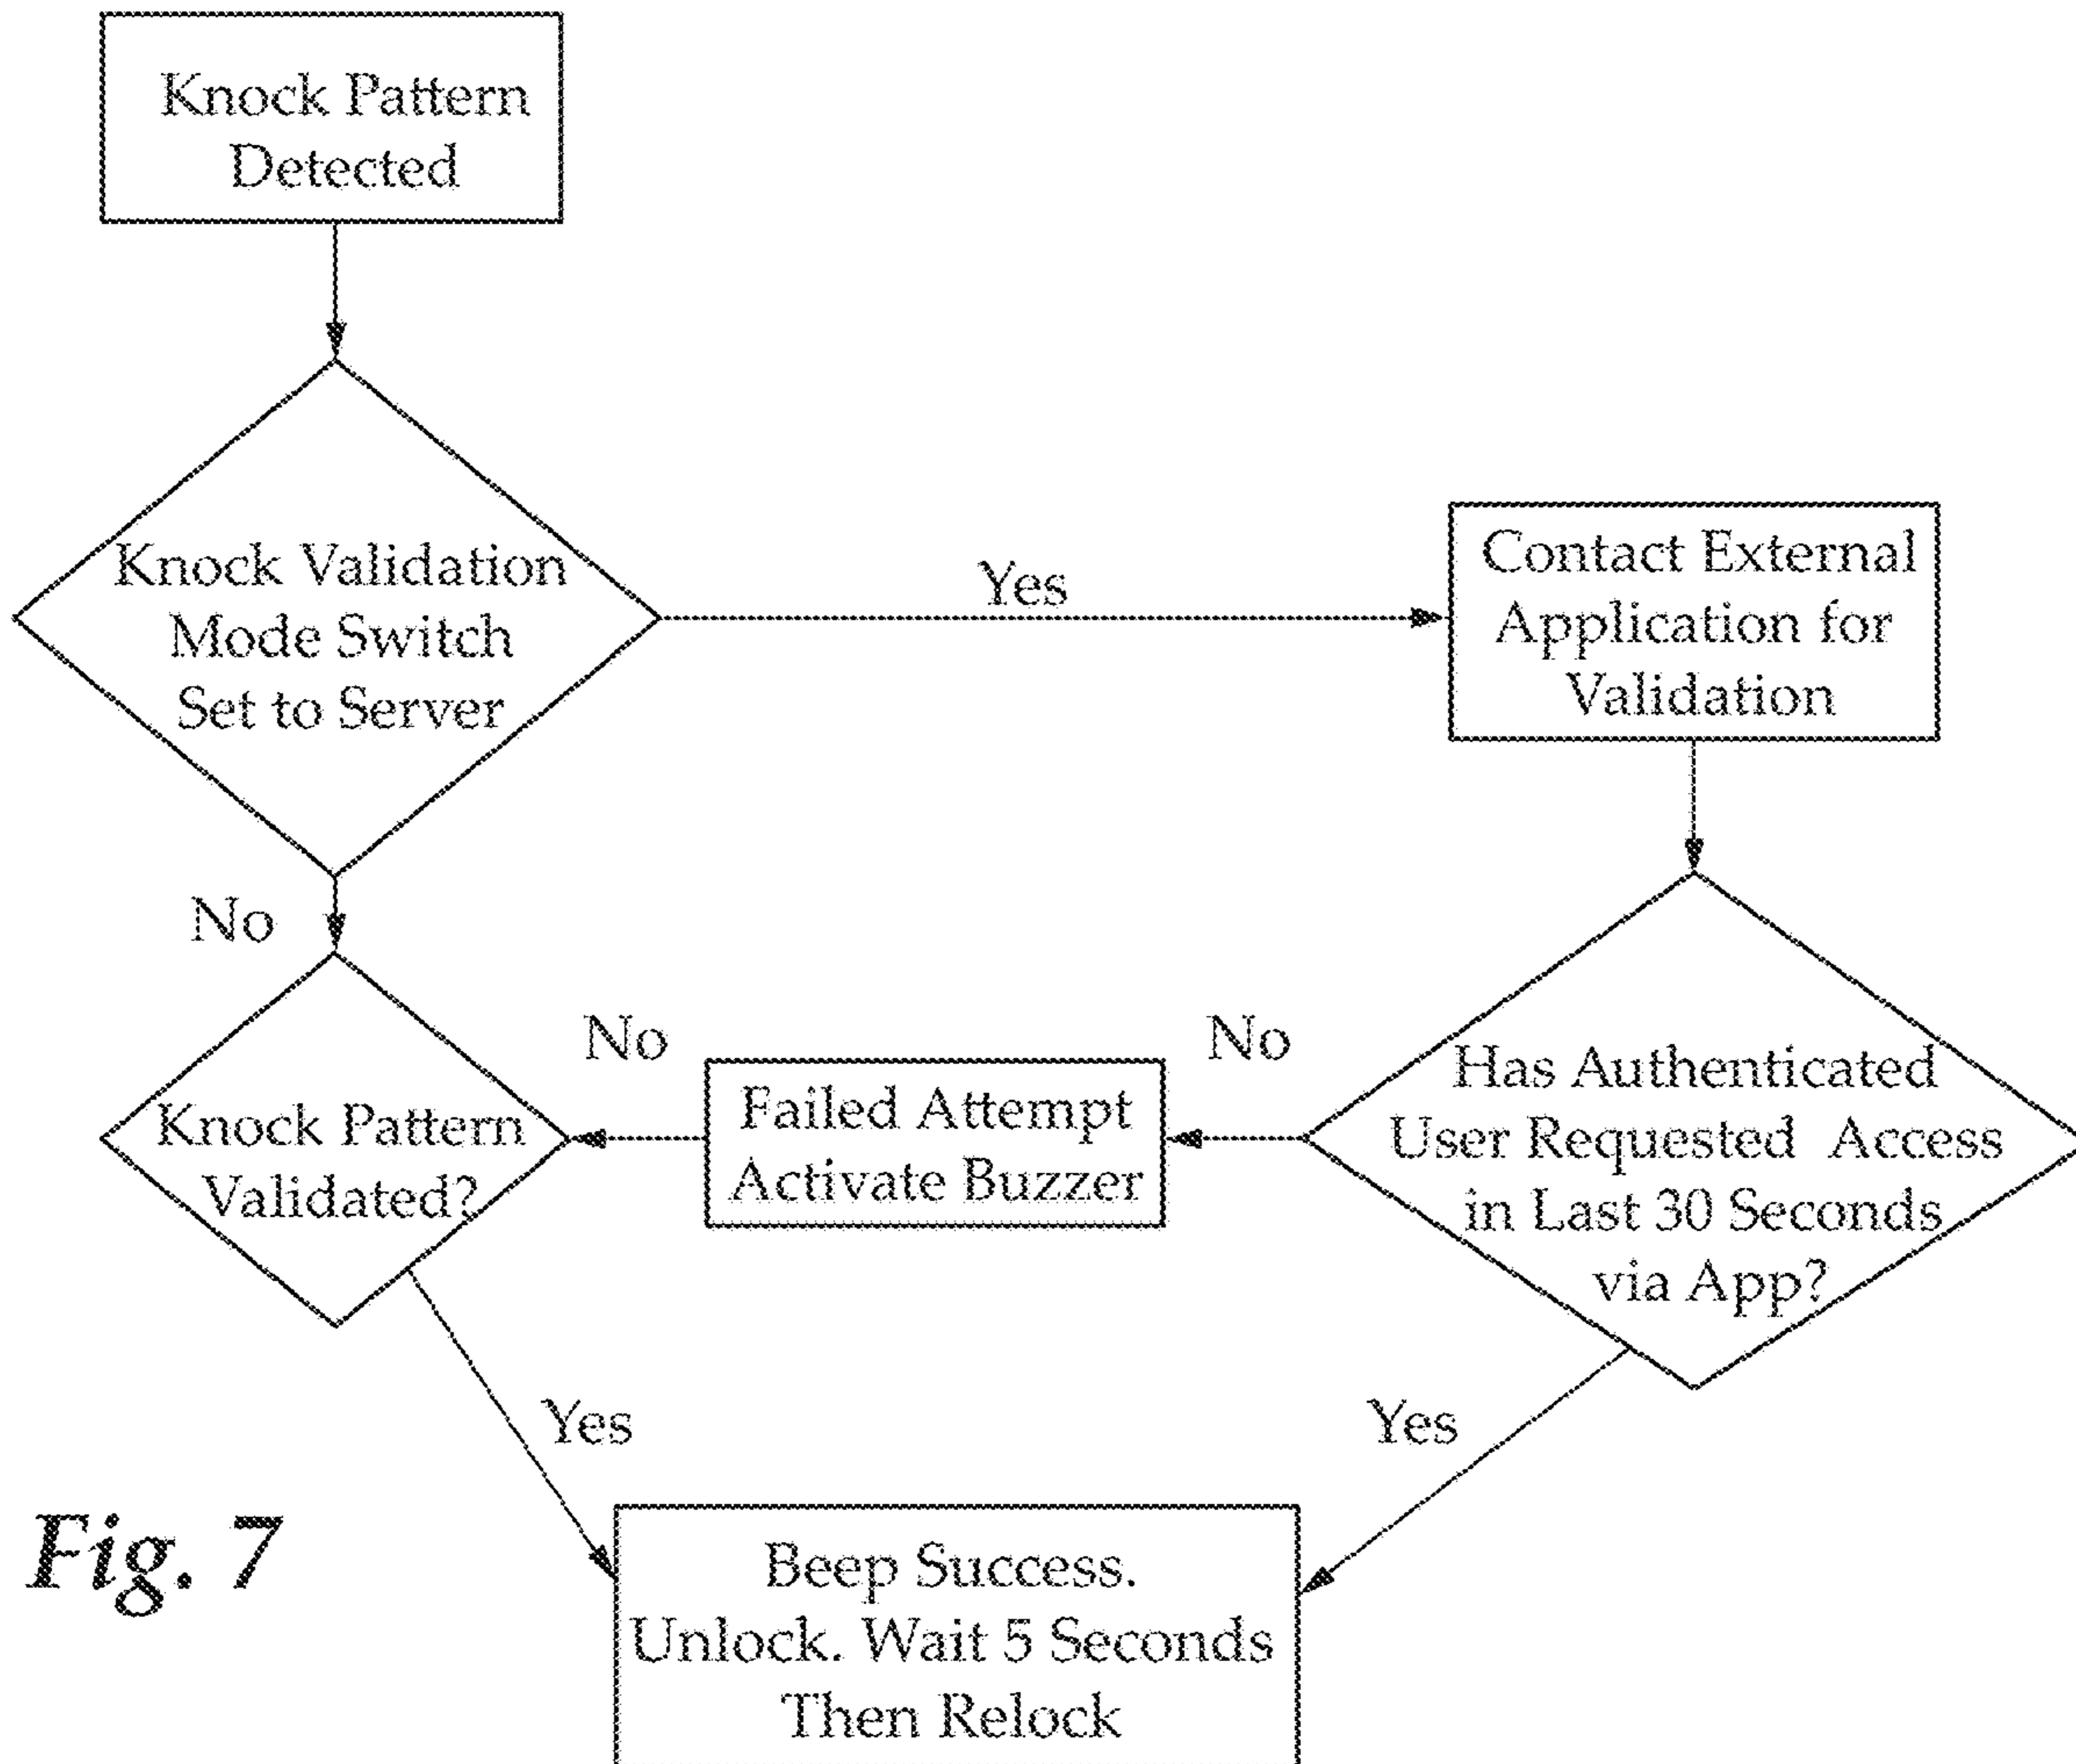 Knock Pattern
Detected
Knock Validation
Mode Switch
Set to Server
Yes
Contact External
Application for
Validation
No
Knock Pattern
Validated?
No
Failed Attempt
Activate Buzzer
No
Has Authenticated
User Requested Access
in Last 30 Seconds
via App?
Yes
Yes
Beep Success.
Unlock. Wait 5 Seconds
Then Relock
Fig. 7